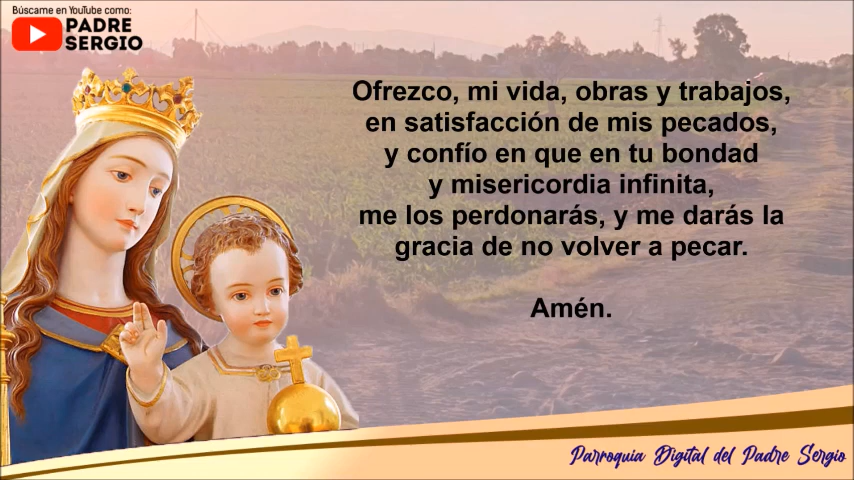 Búscame en YouTube como:
PADRE
SERGIO
Ofrezco, mi vida, obras y trabajos,
en satisfacción de mis pecados,
y confío en que en tu bondad
y misericordia infinita,
me los perdonarás, y me darás la
gracia de no volver a pecar.
Amén.
Parroquia Digital del Padre Sergio